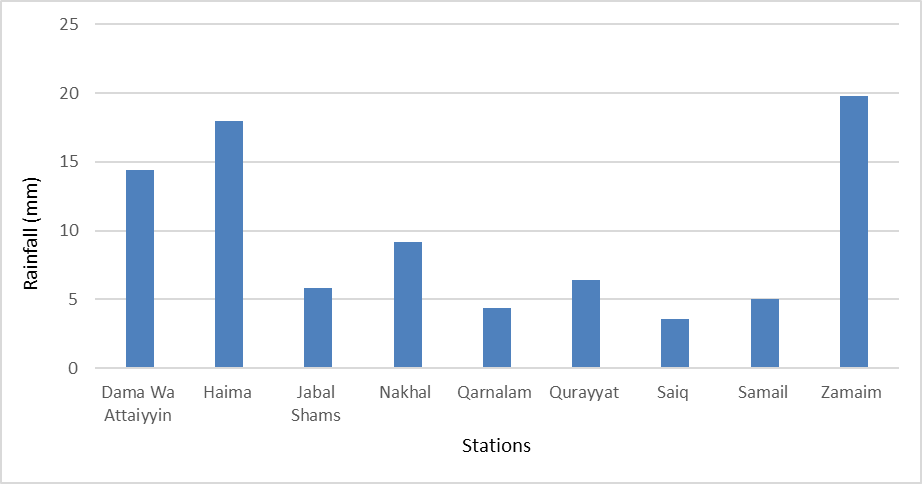 25
20
15
10
5
0
Rainfall (mm)
Dama Wa
Attaiyyin
Haima
Jabal
Shams
Nakhal
Qarnalam
Qurayyat
Saiq
Samail
Zamaim
Stations